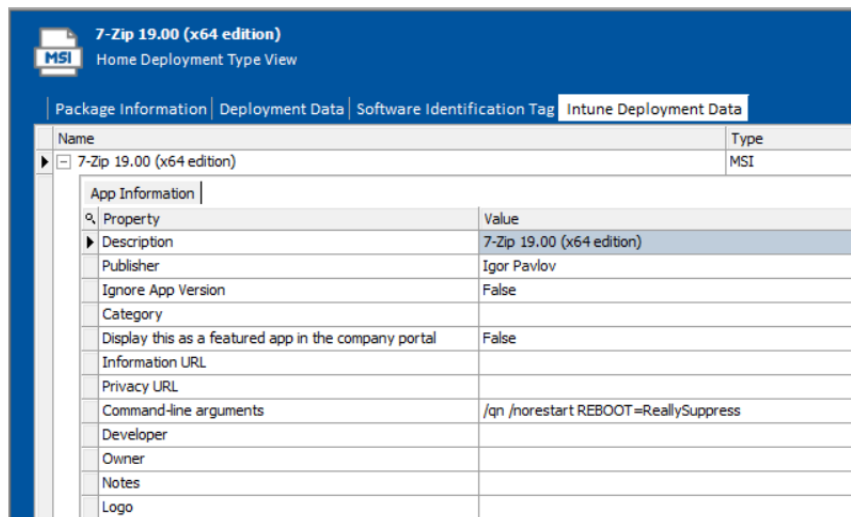 7-Zip 19.00 (x64 edition)
MSI
Home Deployment Type View
Package Information Deployment Data Software Identification Tag Intune Deployment Data
Name Type
7-Zip 19.00 (x64 edition) MSI
App Information
Property Value
Description 7-Zip 19.00 (x64 edition)
Publisher Igor Pavlov
Ignore App Version False
Category
Display this as a featured app in the company portal False
Information URL
Privacy URL
Command-line arguments /qn /norestart REBOOT=ReallySuppress
Developer
Owner
Notes
Logo